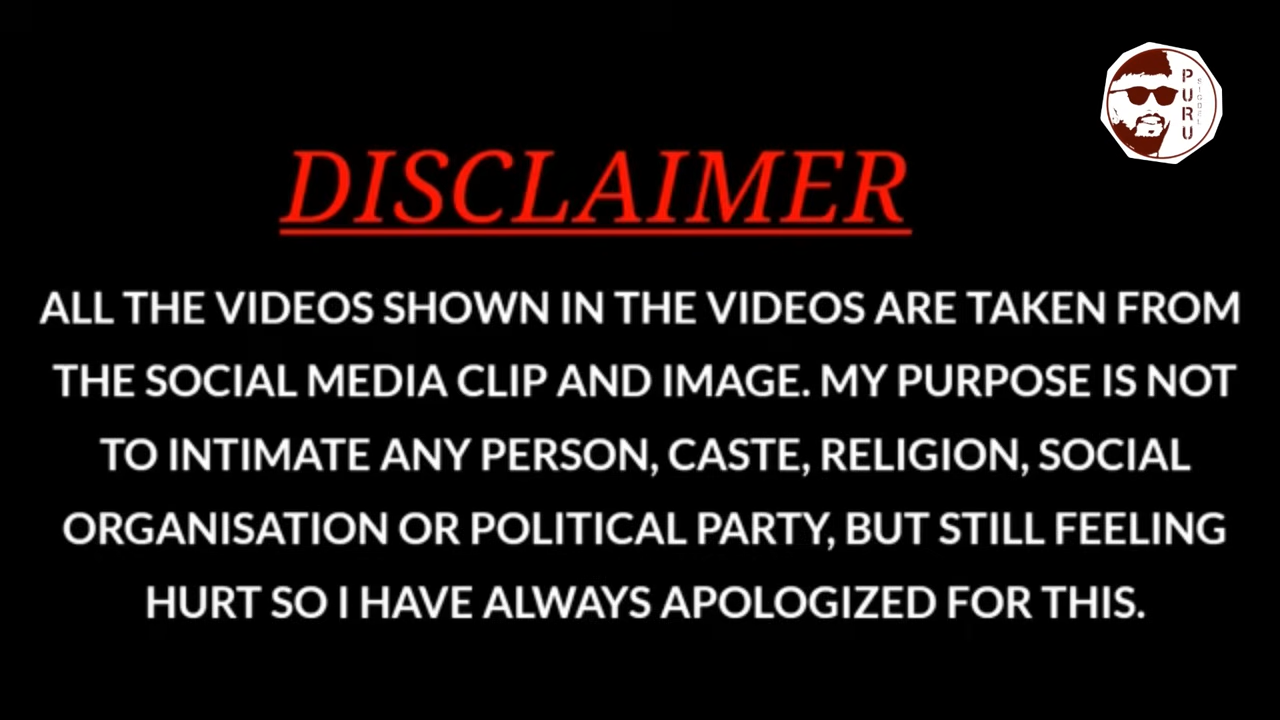 PURU
DISCLAIMER
ALL THE VIDEOS SHOWN IN THE VIDEOS ARE TAKEN FROM
THE SOCIAL MEDIA CLIP AND IMAGE. MY PURPOSE IS NOT
TO INTIMATE ANY PERSON, CASTE, RELIGION, SOCIAL
ORGANISATION OR POLITICAL PARTY, BUT STILL FEELING
HURT SO I HAVE ALWAYS APOLOGIZED FOR THIS.